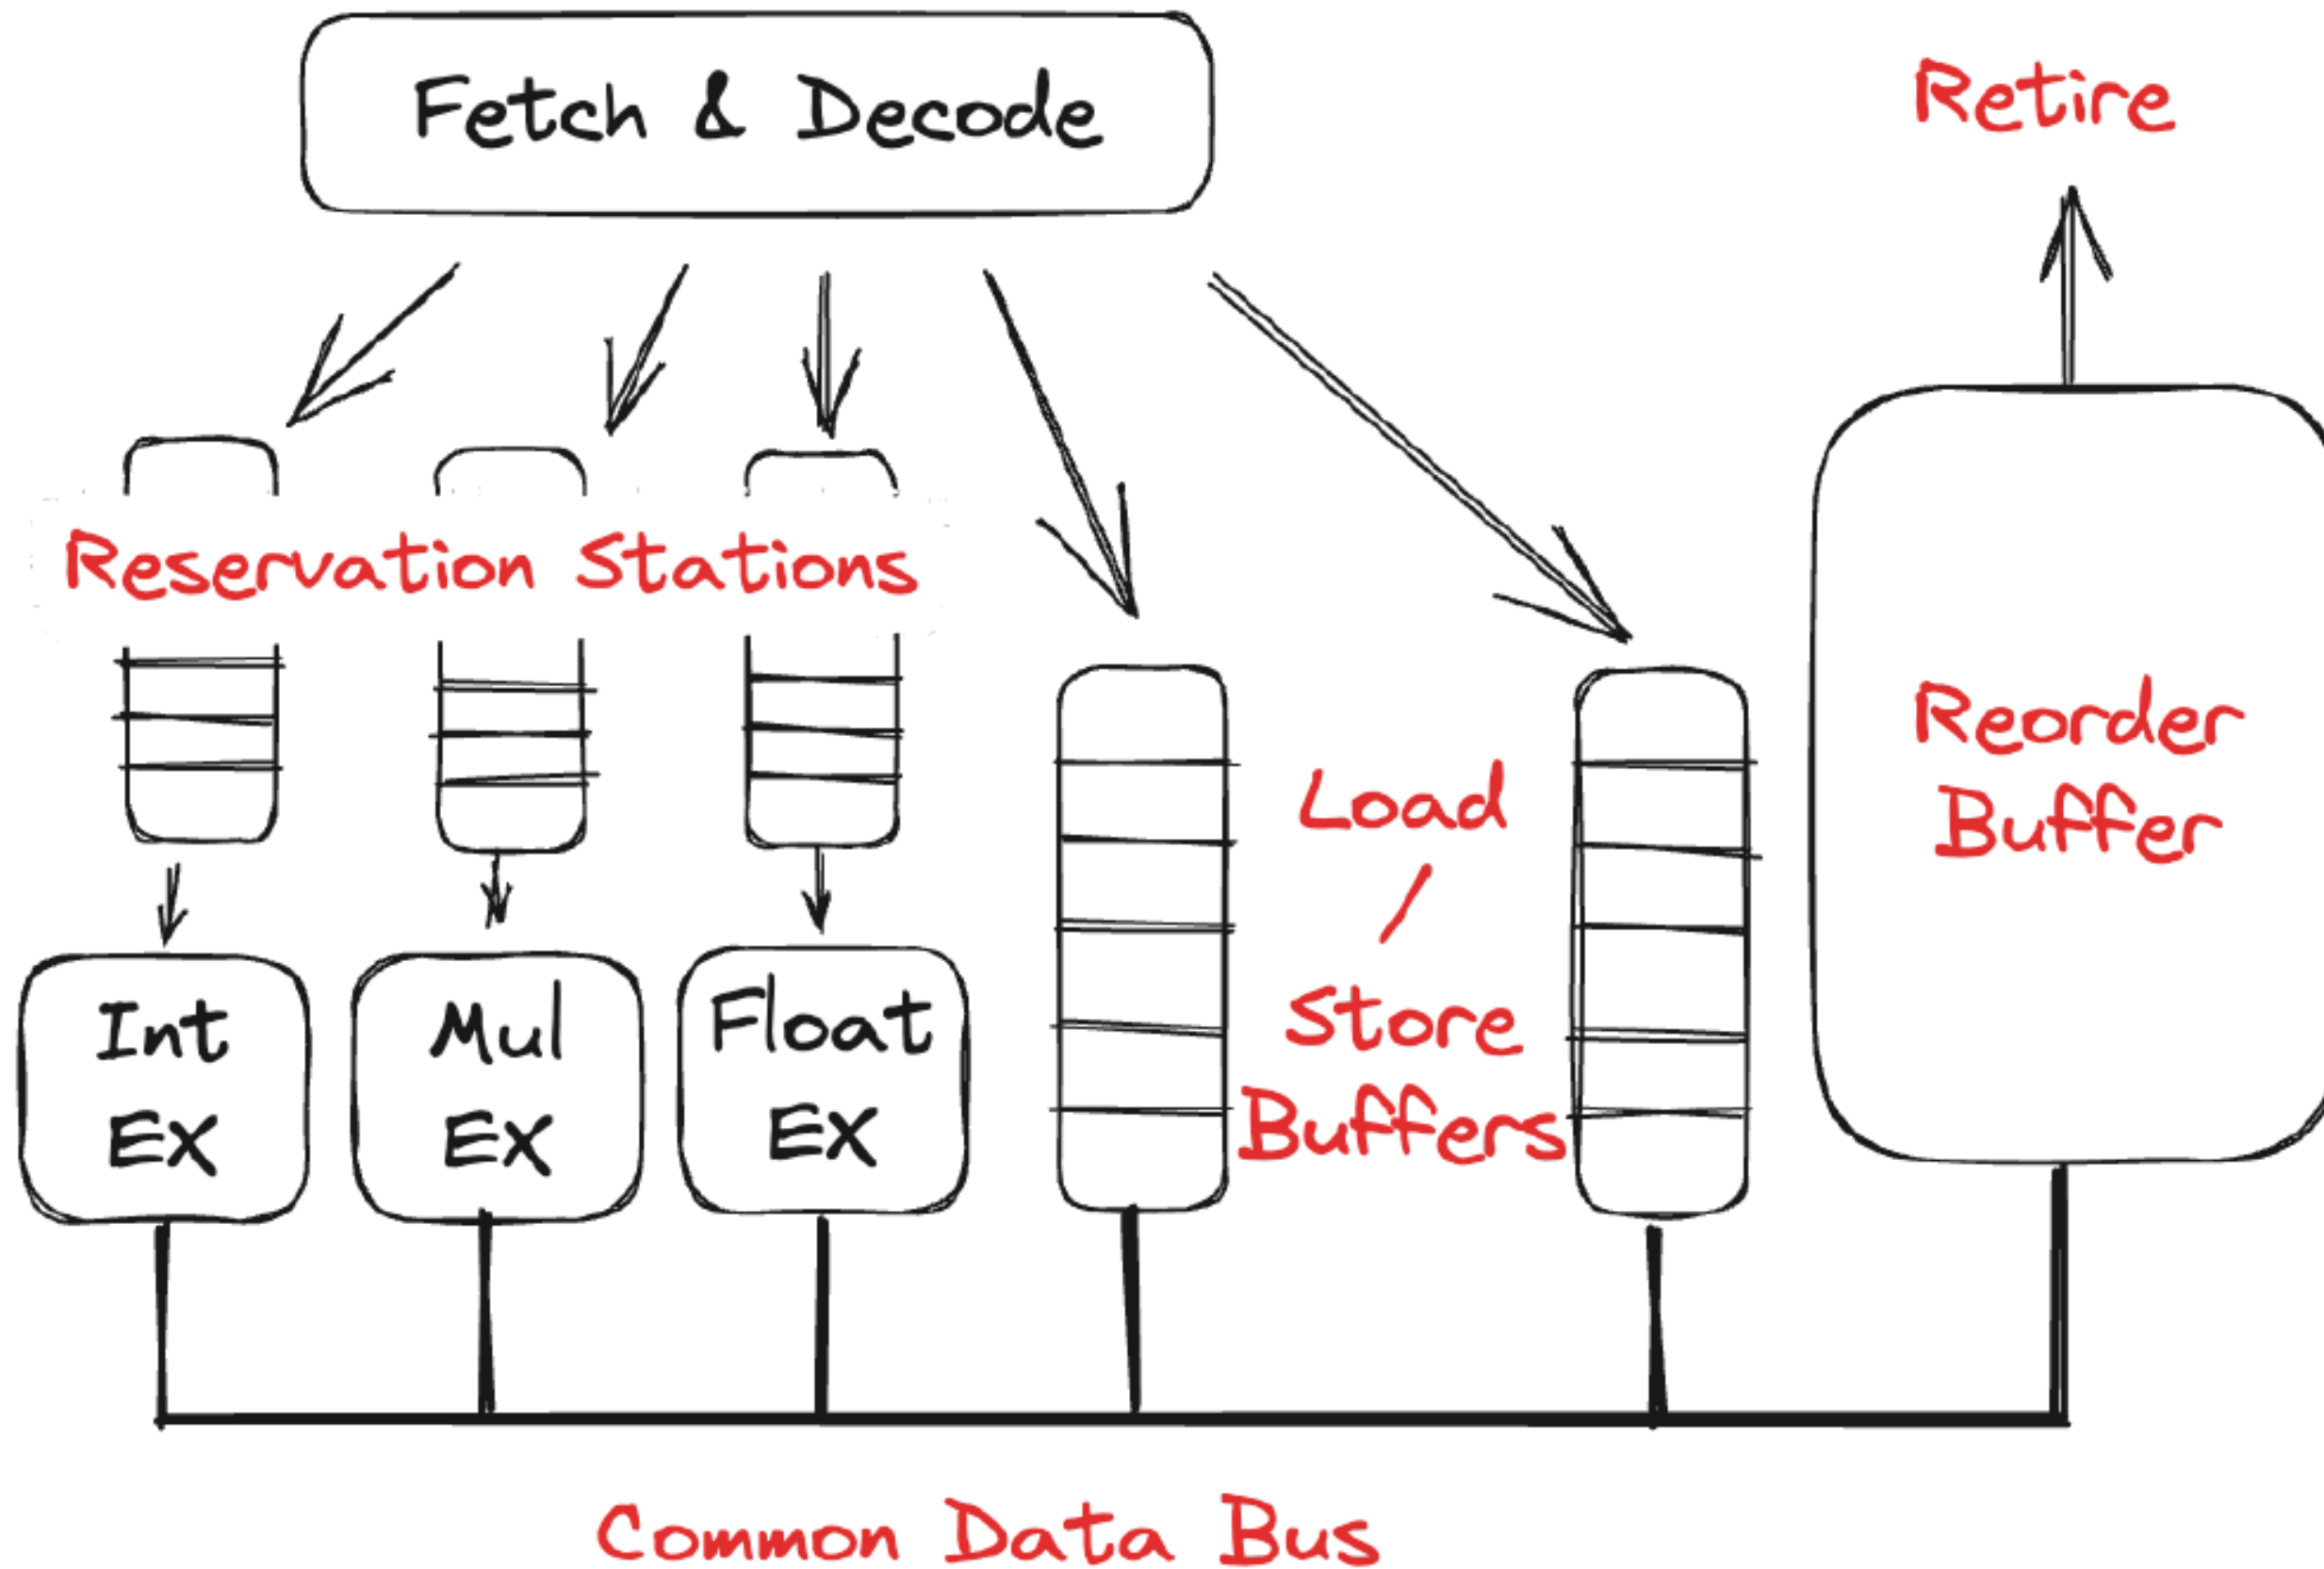 Fetch & Decode
Retire
Reservation Stations
Reorder
Buffer
Load
/
Store
Buffers
Int
EX
Mul
EX
Float
EX
Common Data Bus